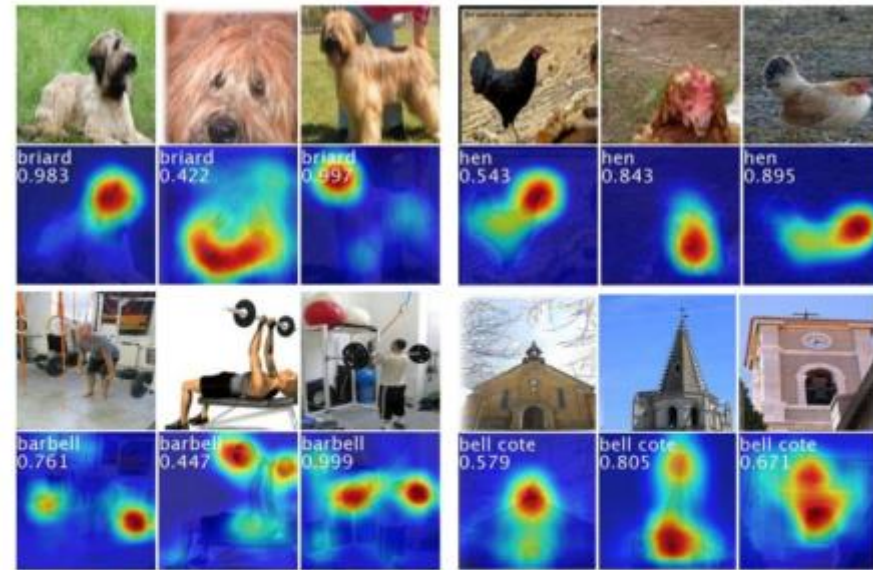 briard
0.983
briard
0.422
briard
0.997
hen
0.543
hen
0.843
hen
0.895
barbell
0.761
barbell
0.447
barbell
0.999
bell cote
0.579
bell cote
0.805
bell cote
0.671